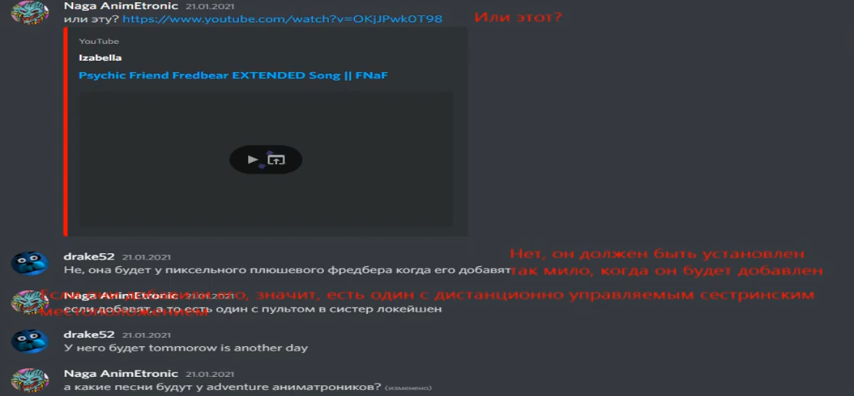 Naga AnimEtronic 21.01.2021
или эту? https://www.youtube.com/watch?v=OKjJPwk0T98
Или этот?
YouTube
Izabella
Psychic Friend Fredbear EXTENDED Song || FNaF
drake52 21.01.2021
Нет, он должен быть установлен
Не, она будет у пиксельного плюшевого фредбера когда его добавят
так мило, когда он будет добавлен
Naga AnimEtronic 21.01.2021
значит, есть один с дистанционно управляемым сестринским
местоположением
если добавят, а то есть один с пультом в систер локейшен
drake52 21.01.2021
У него будет tommorow is another day
Naga AnimEtronic 21.01.2021
а какие песни будут у adventure аниматроников? (изменено)